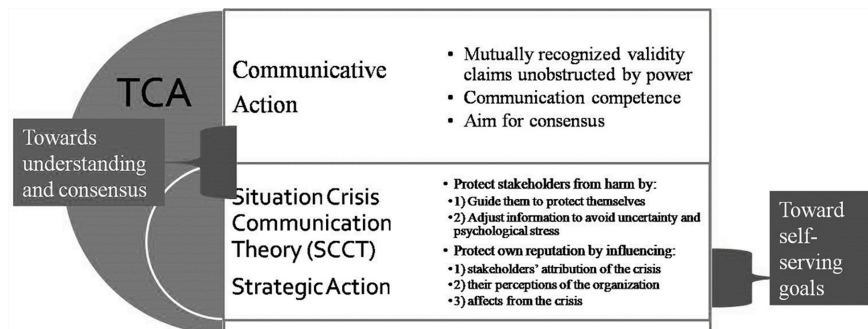 TCA
Towards
understanding
and consensus
Communicative
Action
• Mutually recognized validity
claims unobstructed by power
• Communication competence
• Aim for consensus
Situation Crisis
Communication
Theory (SCCT)
Strategic Action
• Protect stakeholders from harm by:
•1) Guide them to protect themselves
•2) Adjust information to avoid uncertainty and
psychological stress
• Protect own reputation by influencing:
•1) stakeholders' attribution of the crisis
•2) their perceptions of the organization
•3) affects from the crisis
Toward
self-
serving
goals